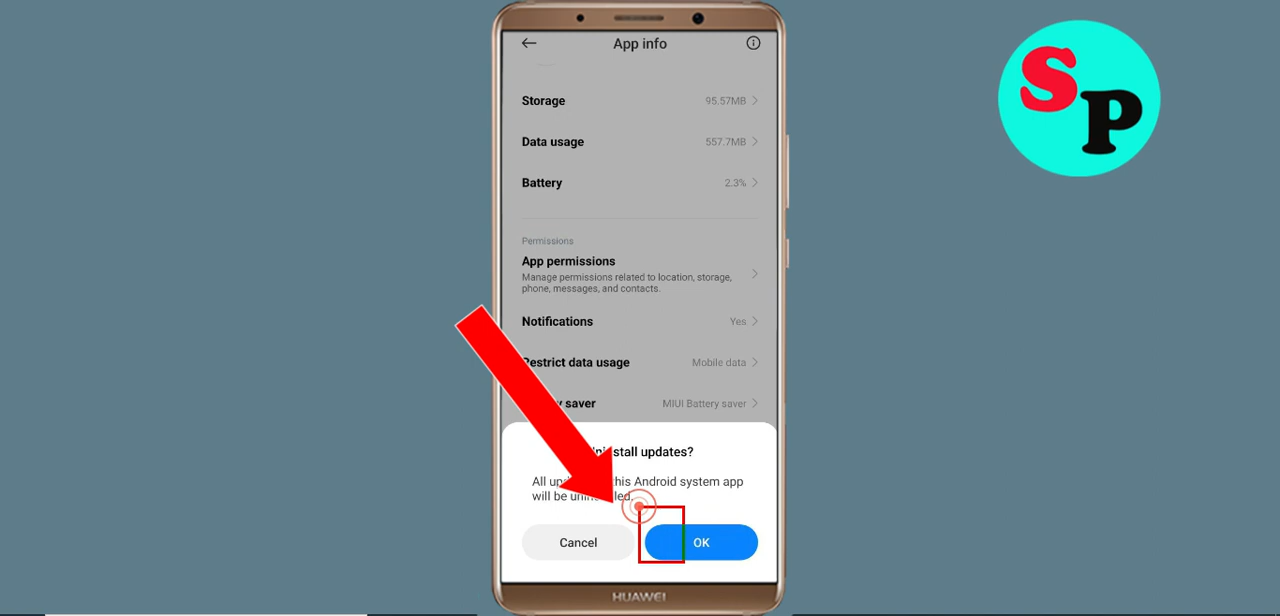 App info
Storage 95.57MB
Data usage 557.7MB
Battery 2.3%
Permissions
App permissions
Manage permissions related to location, storage,
phone, messages, and contacts.
Notifications Yes
Restrict data usage Mobile data
saver MIUI Battery saver
Uninstall updates?
All this Android system app
will be
Cancel OK
HUAWEI
SP